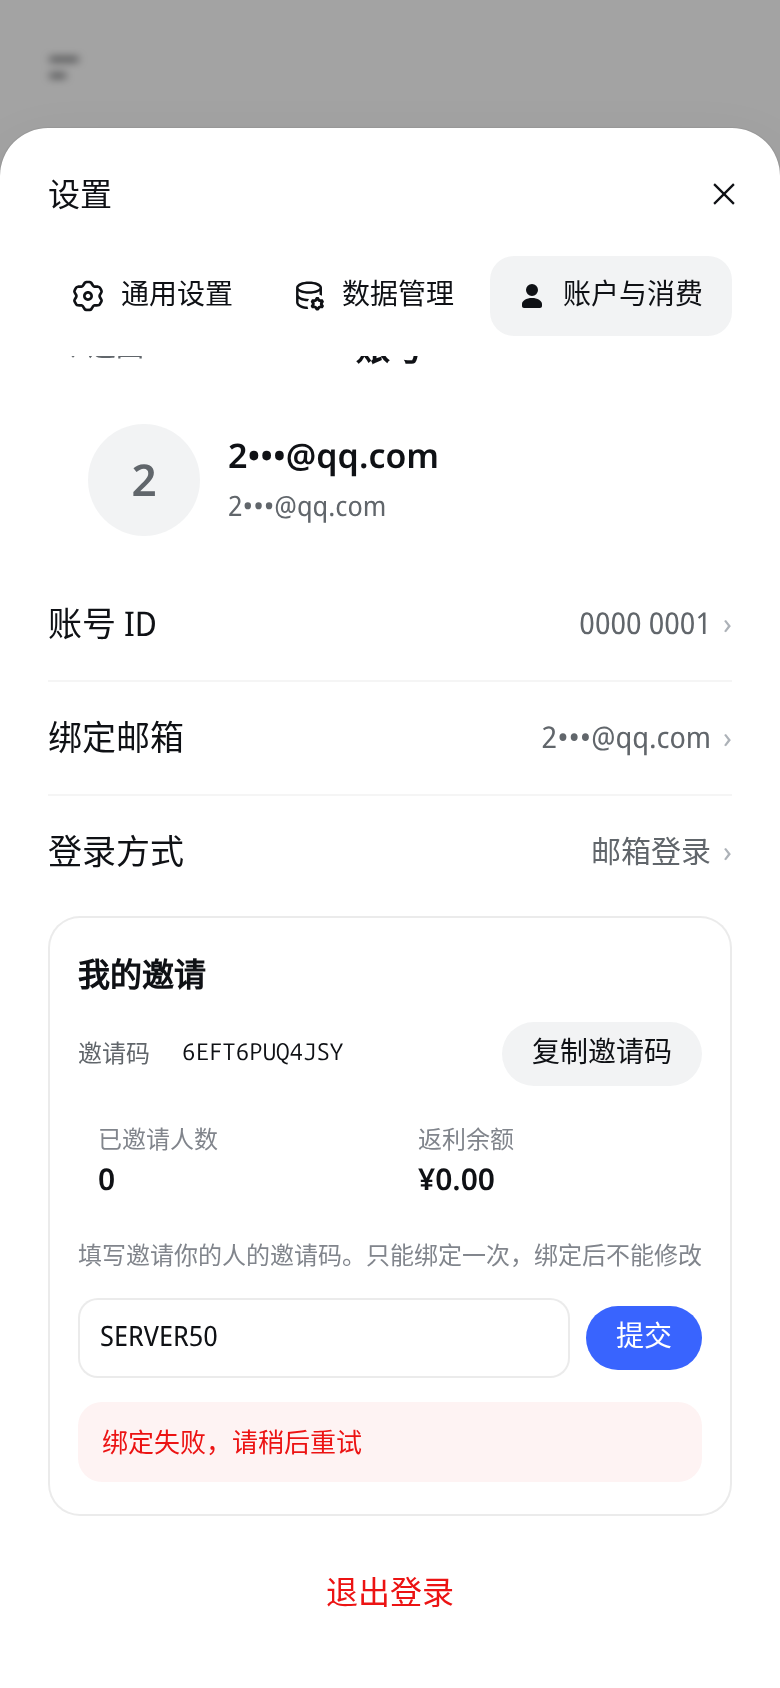 设置
通用设置 数据管理 账户与消费
2 2•••@qq.com
2•••@qq.com
账号 ID 0000 0001 ›
绑定邮箱 2•••@qq.com ›
登录方式 邮箱登录 ›
我的邀请
邀请码 6EFT6PUQ4JSY 复制邀请码
已邀请人数 返利余额
0 ¥0.00
填写邀请你的人的邀请码。只能绑定一次，绑定后不能修改
SERVER50 提交
绑定失败，请稍后重试
退出登录